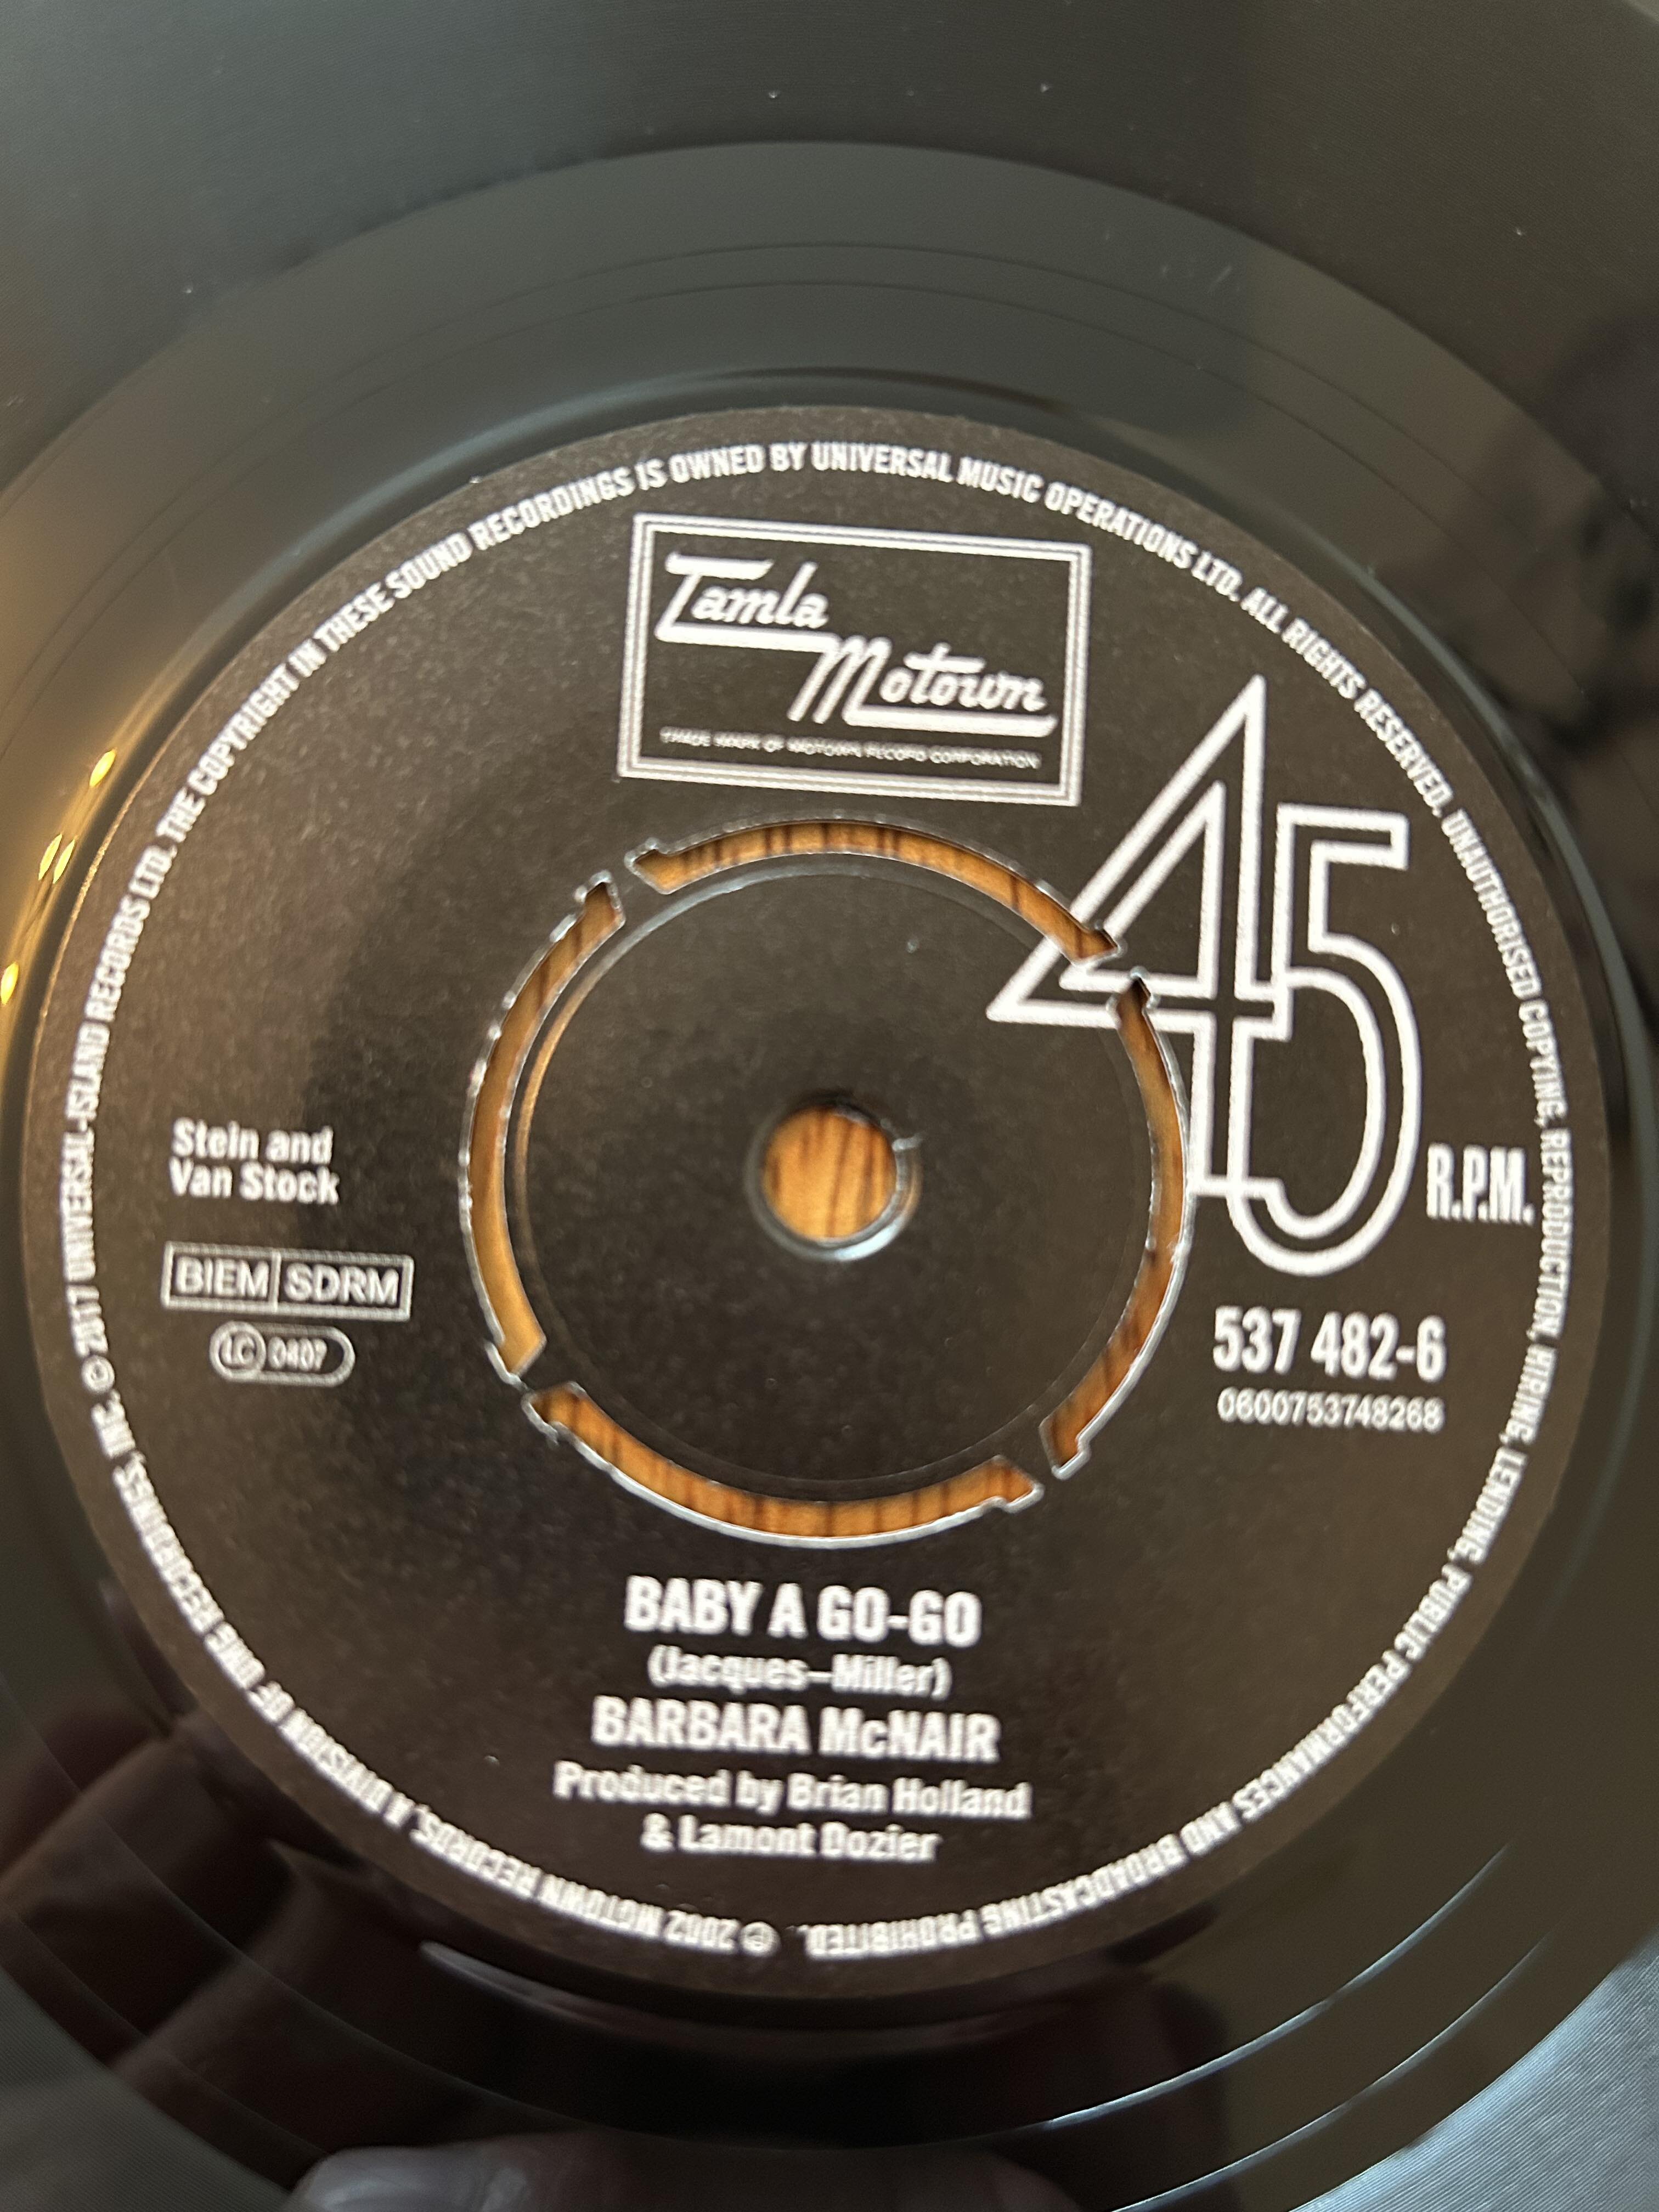 ℗ 2002 MOTOWN RECORDS, A DIVISION OF UMG RECORDINGS, INC. © 2017 UNIVERSAL-ISLAND RECORDS LTD. THE COPYRIGHT IN THESE SOUND RECORDINGS IS OWNED BY UNIVERSAL MUSIC OPERATIONS LTD. ALL RIGHTS RESERVED. UNAUTHORISED COPYING, REPRODUCTION, HIRING, LENDING, PUBLIC PERFORMANCES AND BROADCASTING PROHIBITED.
Tamla
Motown
TRADE MARK OF MOTOWN RECORD CORPORATION
45
R.P.M.
Stein and
Van Stock
BIEM SDRM
LC 0407
537 482-6
0600753748268
BABY A GO-GO
(Jacques–Miller)
BARBARA McNAIR
Produced by Brian Holland
& Lamont Dozier